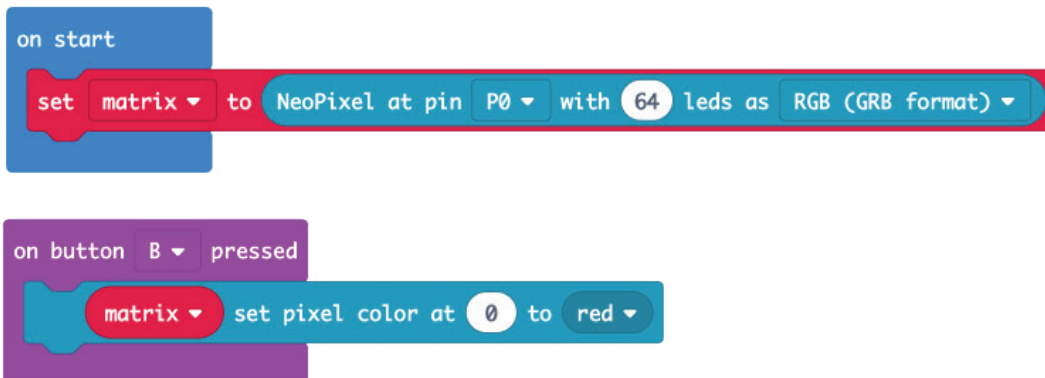 on start
set matrix to NeoPixel at pin P0 with 64 leds as RGB (GRB format)
on button B pressed
matrix set pixel color at 0 to red